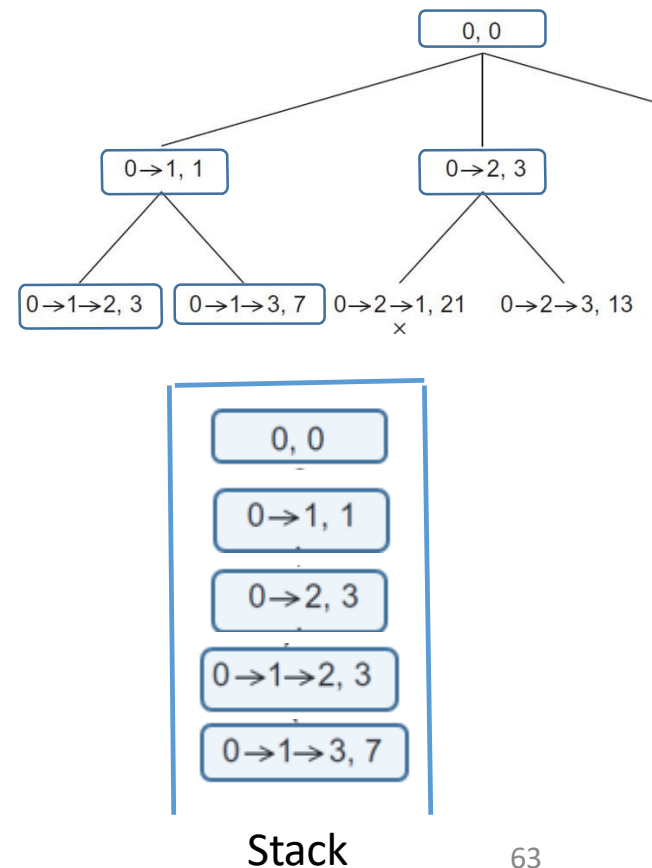 0, 0
0→1, 1 0→2, 3
0→1→2, 3 0→1→3, 7 0→2→1, 21 0→2→3, 13
×
0, 0
0→1, 1
0→2, 3
0→1→2, 3
0→1→3, 7
Stack 63